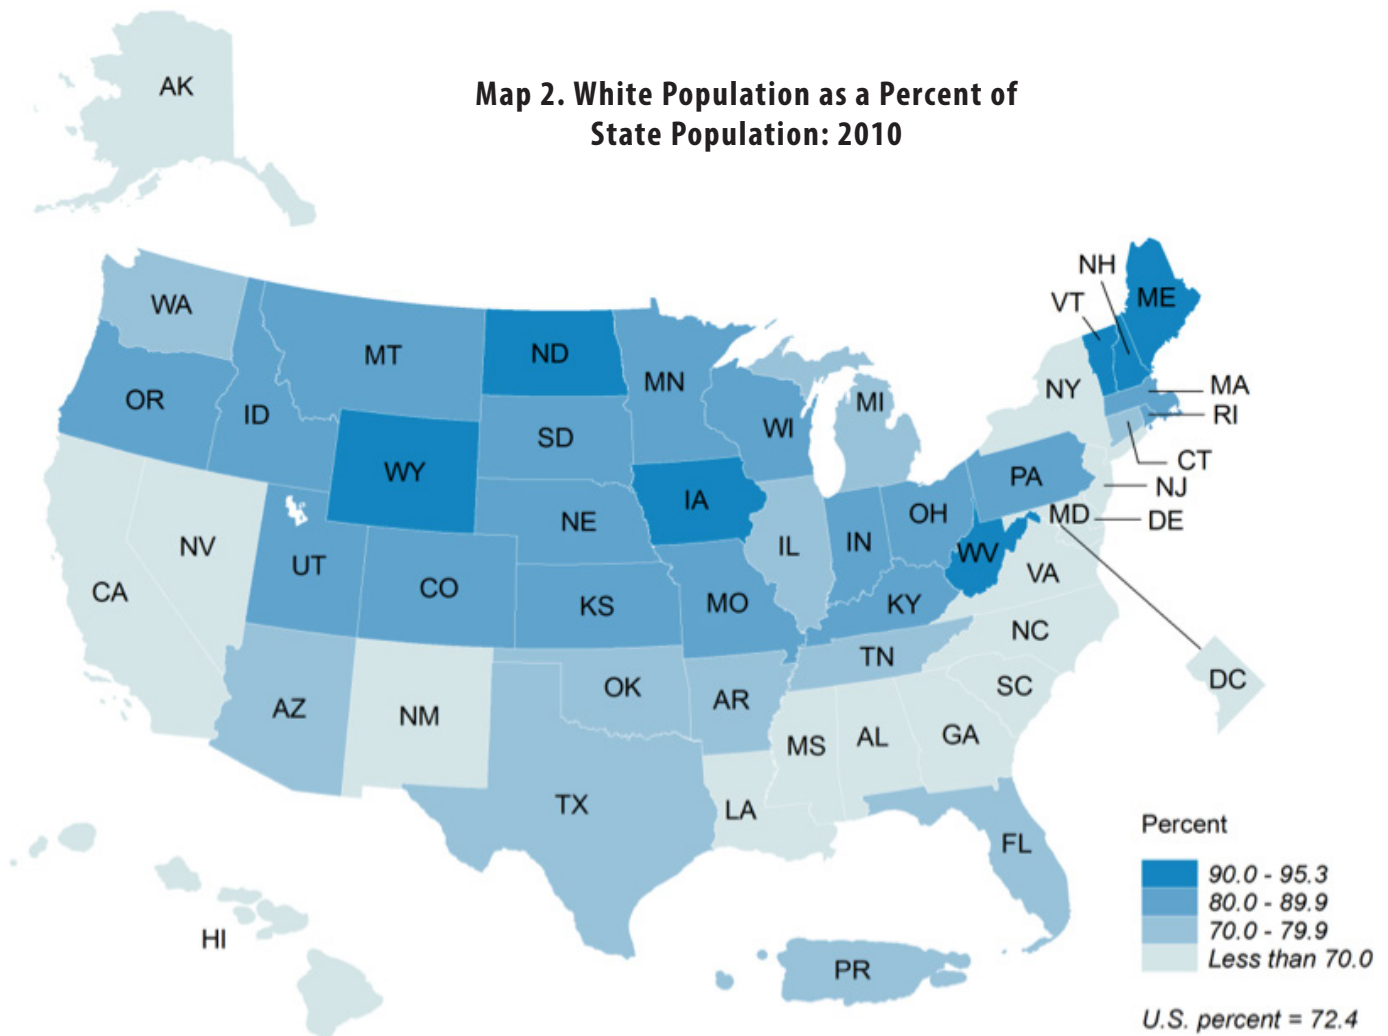 Map 2. White Population as a Percent of
State Population: 2010
AK
WA
OR
ID
MT
ND
MN
SD
WY
WI
MI
NY
VT
NH
ME
MA
RI
CT
NJ
DE
MD
PA
OH
IN
IL
IA
NE
NV
CA
UT
CO
KS
MO
KY
WV
VA
NC
TN
SC
DC
AZ
NM
OK
AR
MS
AL
GA
LA
TX
FL
HI
PR
Percent
90.0 - 95.3
80.0 - 89.9
70.0 - 79.9
Less than 70.0
U.S. percent = 72.4